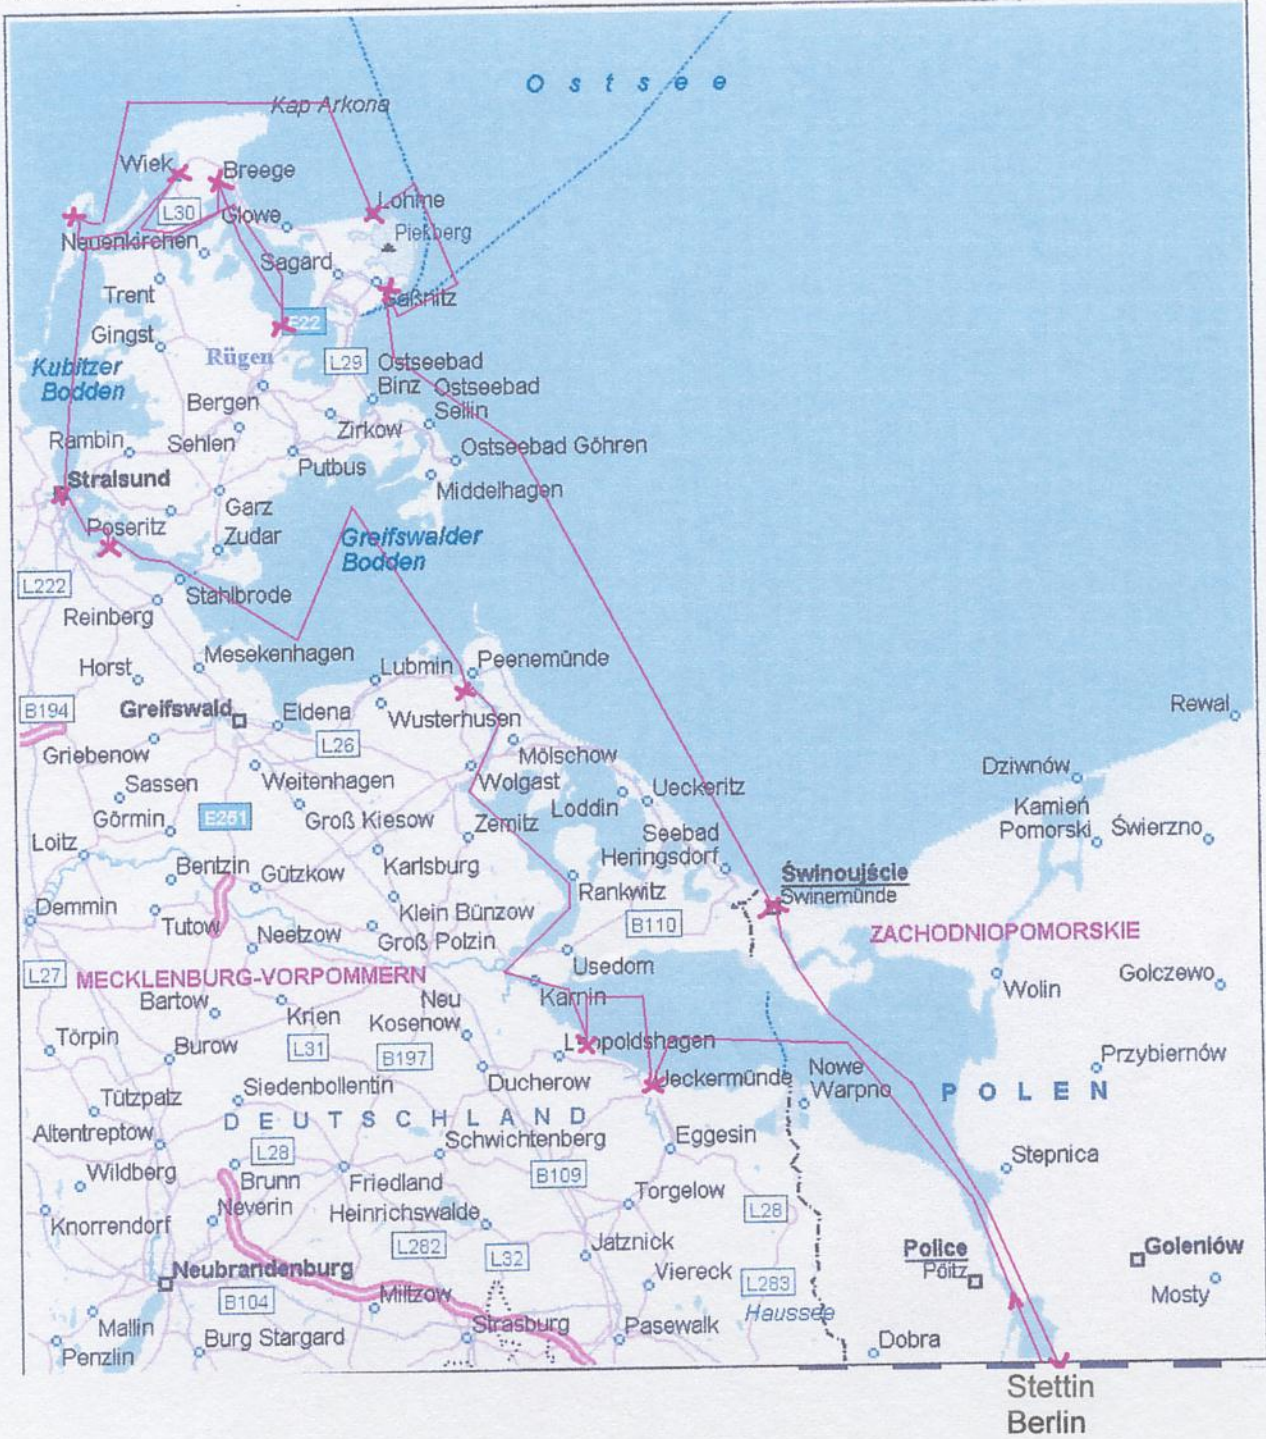 Ostsee
Kap Arkona
Wiek
Breege
Lohme
L30
Glowe
Piekberg
Neuenkirchen
Sagard
Saßnitz
Trent
E22
Gingst
Rügen
L29
Ostseebad
Binz
Ostseebad
Sellin
Kubitzer
Bodden
Bergen
Zirkow
Rambin
Sehlen
Putbus
Ostseebad Göhren
Stralsund
Middelhagen
Garz
Poseritz
Zudar
Greifswalder
Bodden
L222
Stahlbrode
Reinberg
Mesekenhagen
Horst
Lubmin
Peenemünde
B194
Greifswald
Eldena
Wusterhusen
Rewal
L26
Griebenow
Mölschow
Weitenhagen
Wolgast
Dziwnów
Sassen
Loddin
Ueckeritz
Kamień
Pomorski
Świerzno
Görmin
E251
Groß Kiesow
Zemitz
Seebad
Heringsdorf
Loitz
Bentzin
Gützkow
Karlsburg
Rankwitz
Świnoujście
Swinemünde
Demmin
Tutow
Klein Bünzow
B110
Neetzow
Groß Polzin
ZACHODNIOPOMORSKIE
L27
MECKLENBURG-VORPOMMERN
Usedom
Wolin
Golczewo
Bartow
Krien
Neu
Kosenow
Karnin
Törpin
Burow
L31
B197
Leopoldshagen
Przybiernów
Ducherow
Ueckermünde
Nowe
Warpno
Tützpatz
Siedenbollentin
POLEN
DEUTSCHLAND
Altentreptow
L28
Schwichtenberg
Eggesin
Stepnica
Wildberg
Brunn
Friedland
B109
Torgelow
L28
Knorrendorf
Neverin
Heinrichswalde
L282
L32
Jatznick
Police
Pölitz
Goleniów
Neubrandenburg
Viereck
L283
Mosty
B104
Miltzow
Haussee
Mallin
Burg Stargard
Strasburg
Pasewalk
Dobra
Penzlin
Stettin
Berlin